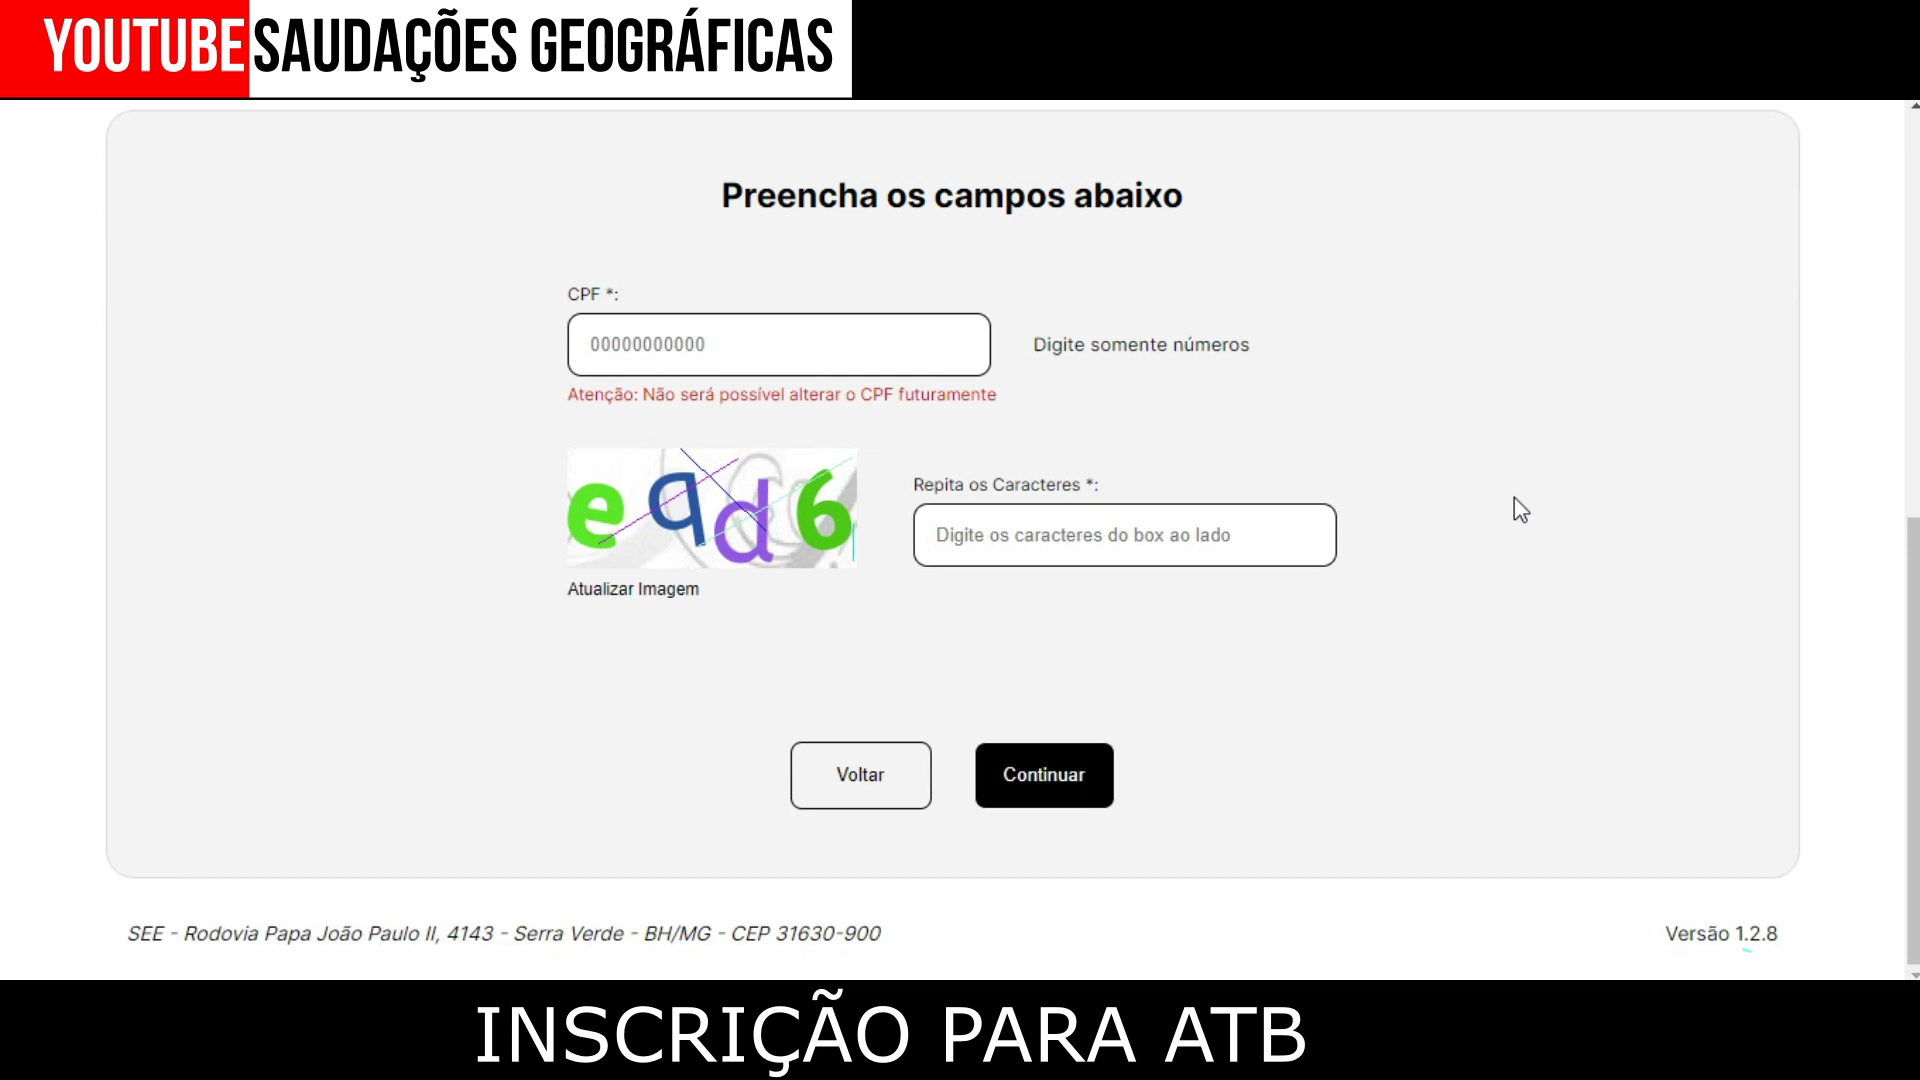 YOUTUBE SAUDAÇÕES GEOGRÁFICAS
Preencha os campos abaixo
CPF *:
00000000000
Digite somente números
Atenção: Não será possível alterar o CPF futuramente
eqd6
Repita os Caracteres *:
Digite os caracteres do box ao lado
Atualizar Imagem
Voltar
Continuar
SEE - Rodovia Papa João Paulo II, 4143 - Serra Verde - BH/MG - CEP 31630-900
Versão 1.2.8
INSCRIÇÃO PARA ATB